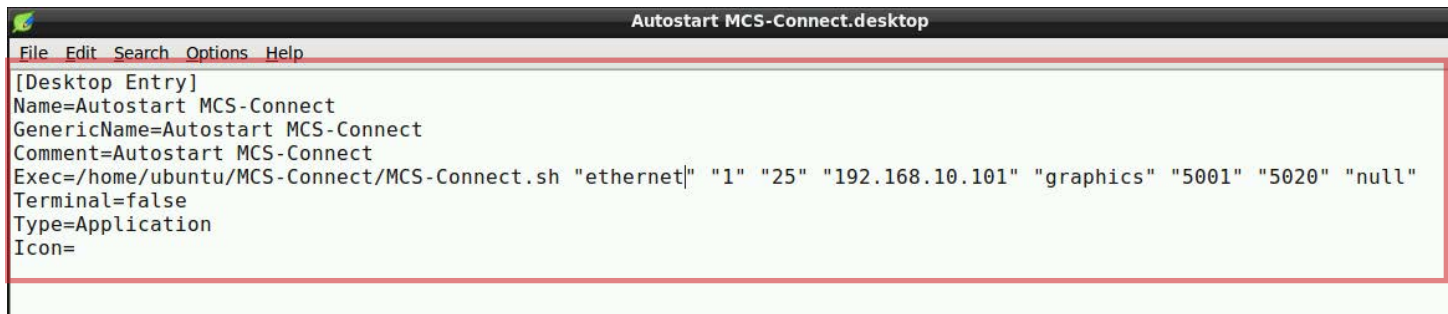 Autostart MCS-Connect.desktop
File Edit Search Options Help
[Desktop Entry]
Name=Autostart MCS-Connect
GenericName=Autostart MCS-Connect
Comment=Autostart MCS-Connect
Exec=/home/ubuntu/MCS-Connect/MCS-Connect.sh "ethernet" "1" "25" "192.168.10.101" "graphics" "5001" "5020" "null"
Terminal=false
Type=Application
Icon=